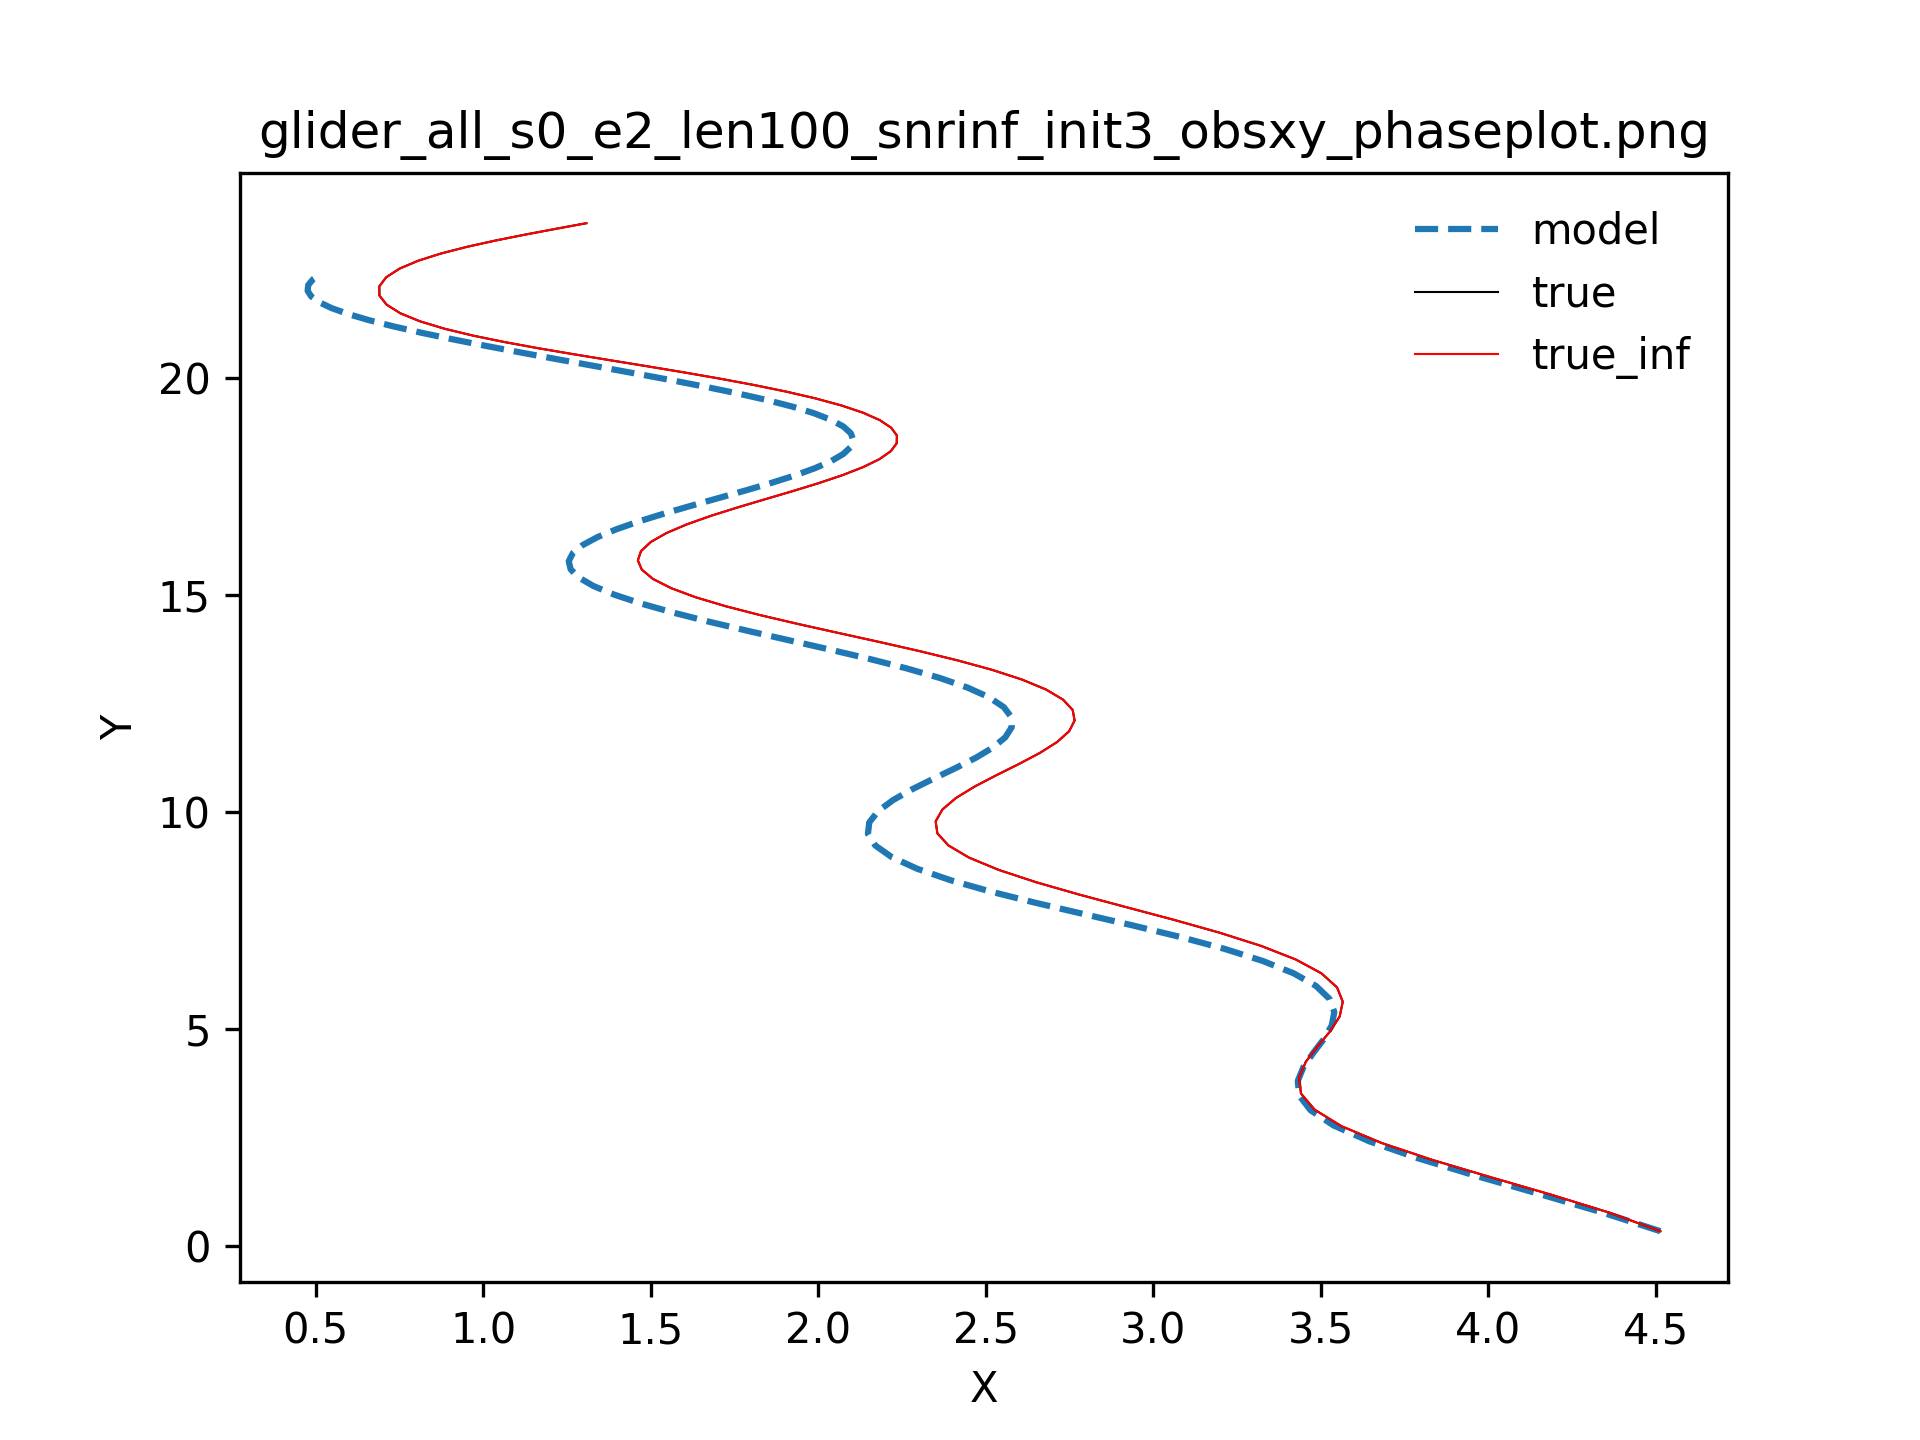 glider_all_s0_e2_len100_snrinf_init3_obsxy_phaseplot.png
model
true
true_inf
20
15
10
5
0
Y
0.5 1.0 1.5 2.0 2.5 3.0 3.5 4.0 4.5
X